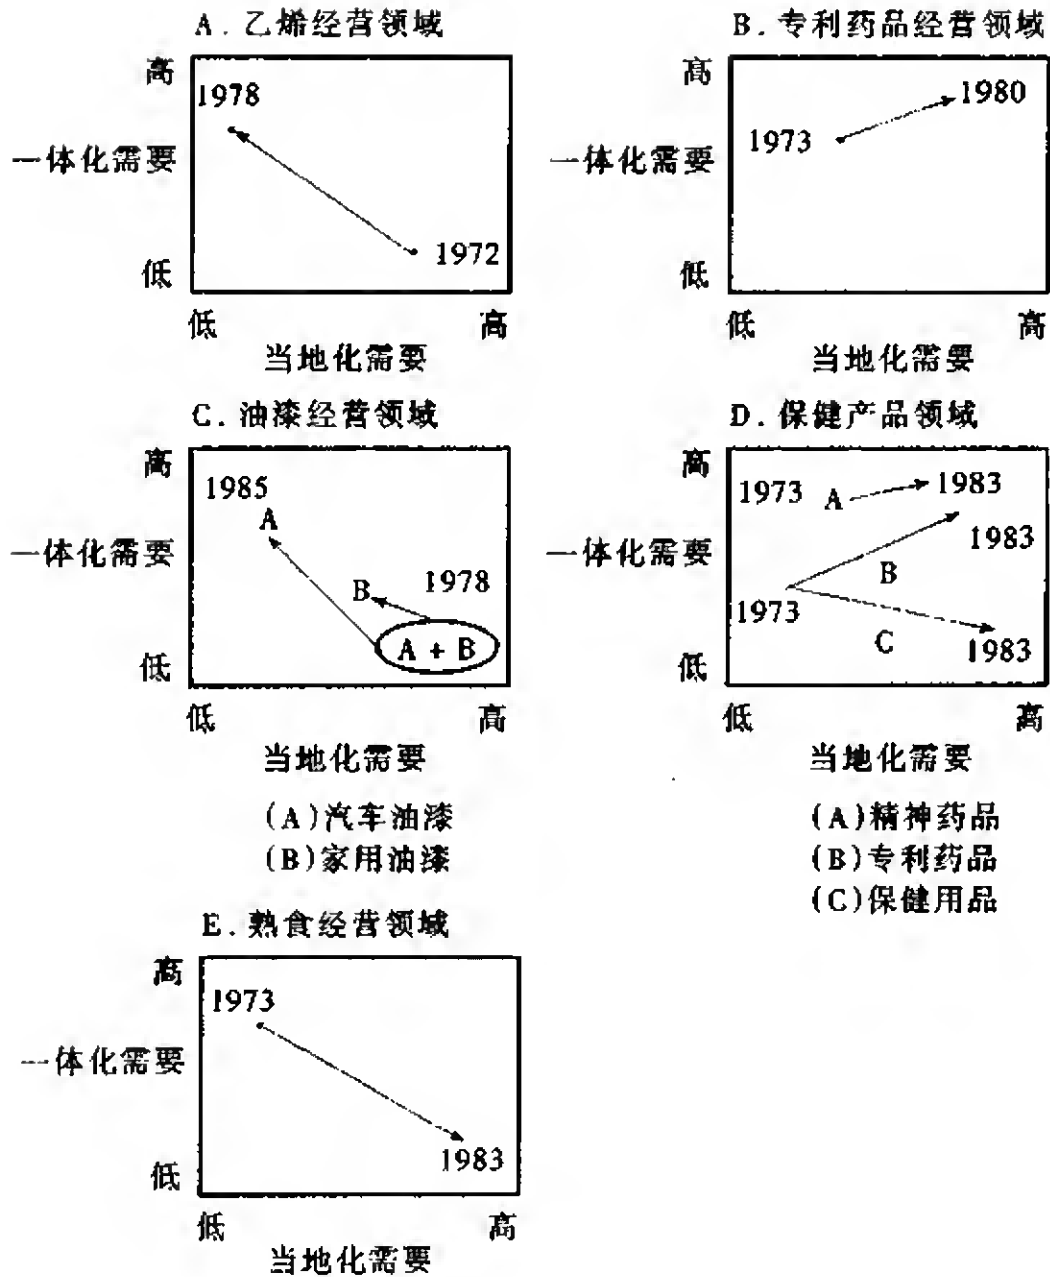 A. 乙烯经营领域
高
1978
一体化需要
1972
低
低 高
当地化需要
B. 专利药品经营领域
高
1980
1973
一体化需要
低
低 高
当地化需要
C. 油漆经营领域
高
1985
A
一体化需要
1978
B
A + B
低
低 高
当地化需要
(A)汽车油漆
(B)家用油漆
D. 保健产品领域
高
1973 A 1983
1983
一体化需要
B
1973
C
1983
低
低 高
当地化需要
(A)精神药品
(B)专利药品
(C)保健用品
E. 熟食经营领域
高
1973
一体化需要
1983
低
低 高
当地化需要